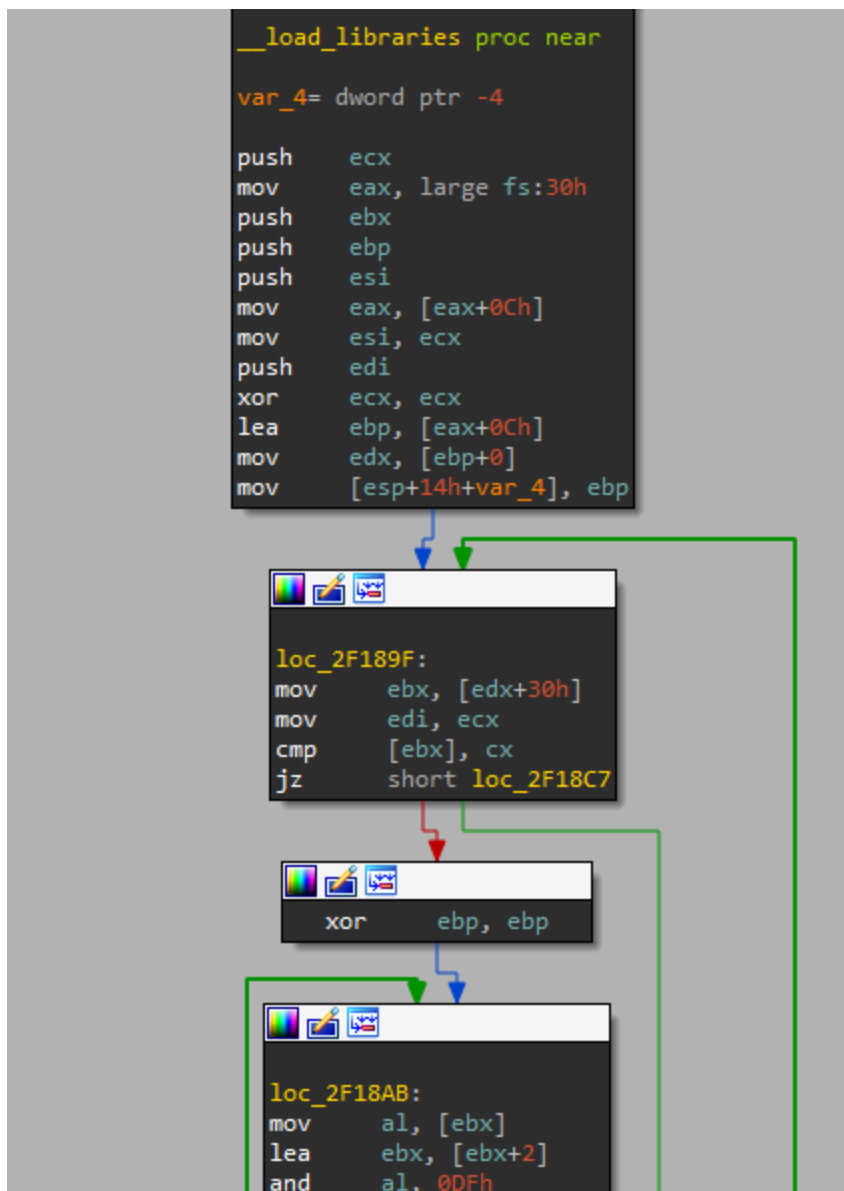 __load_libraries proc near
var_4= dword ptr -4
push ecx
mov eax, large fs:30h
push ebx
push ebp
push esi
mov eax, [eax+0Ch]
mov esi, ecx
push edi
xor ecx, ecx
lea ebp, [eax+0Ch]
mov edx, [ebp+0]
mov [esp+14h+var_4], ebp
loc_2F189F:
mov ebx, [edx+30h]
mov edi, ecx
cmp [ebx], cx
jz short loc_2F18C7
xor ebp, ebp
loc_2F18AB:
mov al, [ebx]
lea ebx, [ebx+2]
and al, 0DFh